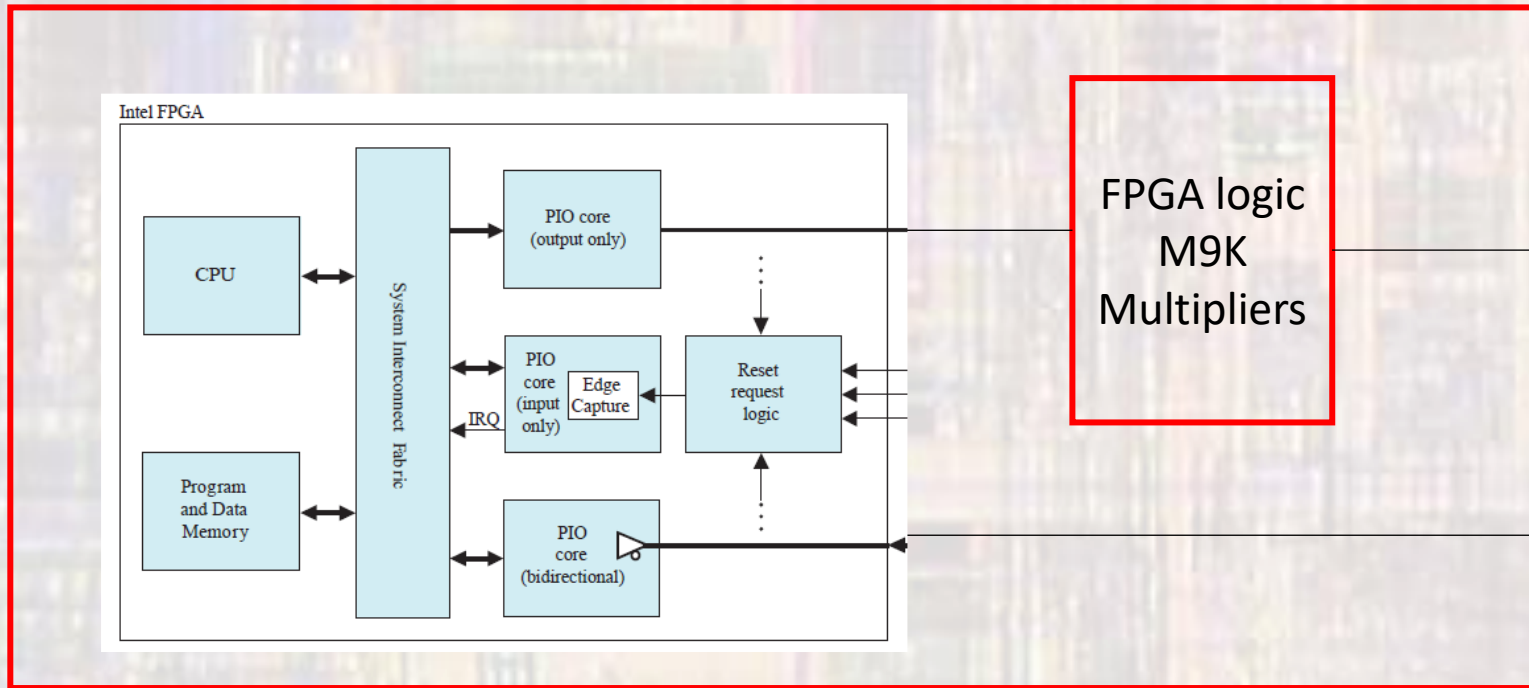 Intel FPGA
CPU
Program
and Data
Memory
System Interconnect Fabric
PIO core
(output only)
PIO
core
(input
only)
Edge
Capture
IRQ
Reset
request
logic
PIO
core
(bidirectional)
FPGA logic
M9K
Multipliers